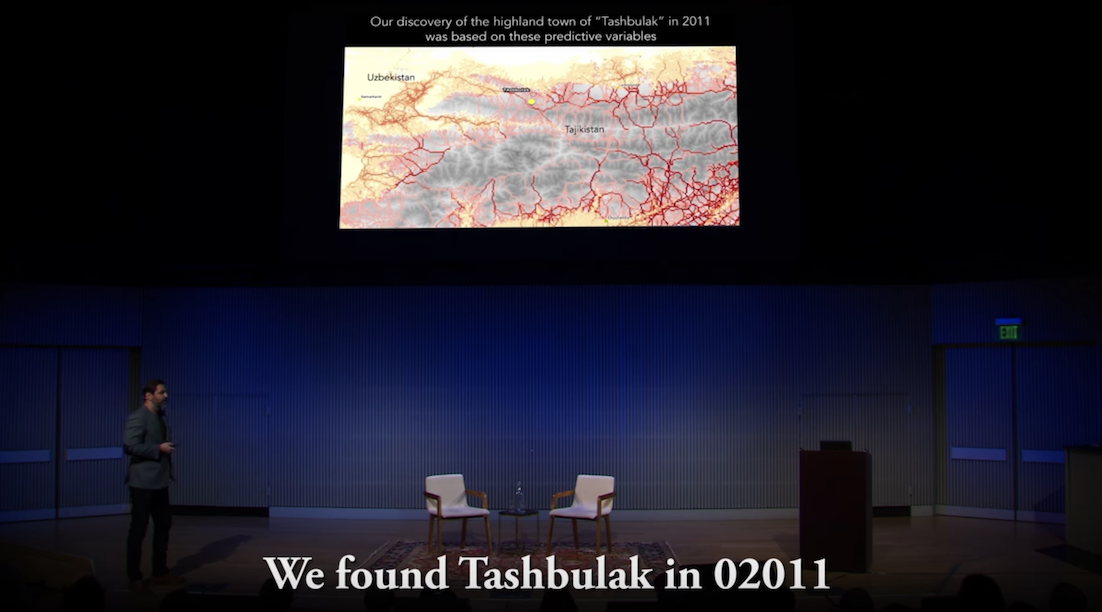 Our discovery of the highland town of “Tashbulak” in 2011
was based on these predictive variables
Uzbekistan
Tajikistan
EXIT
We found Tashbulak in 02011